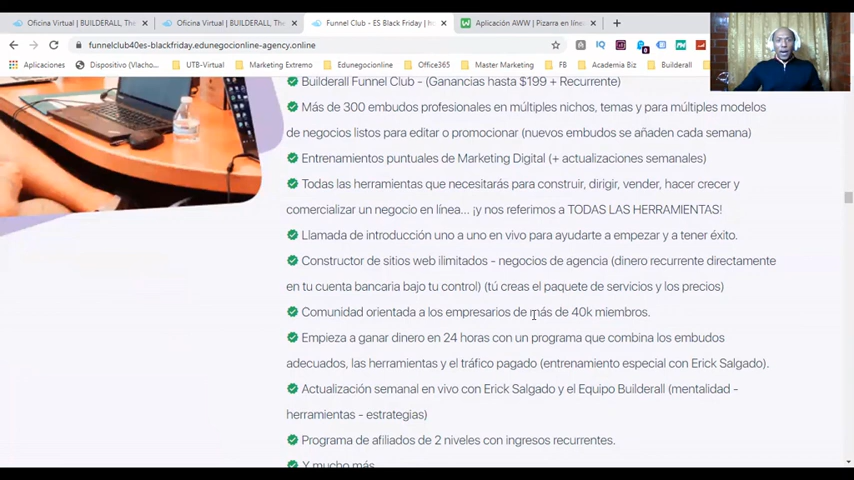 Oficina Virtual | BUILDERALL, The
Oficina Virtual | BUILDERALL, The
Funnel Club - ES Black Friday | h
Aplicación AWW | Pizarra en línea
funnelclub40es-blackfriday.edunegocionline-agency.online
Aplicaciones
Dispositivo (Vlacho...
UTB-Virtual
Marketing Extremo
Edunegocionline
Office365
Master Marketing
FB
Academia Biz
Builderall
Builderall Funnel Club - (Ganancias hasta $199 + Recurrente)
Más de 300 embudos profesionales en múltiples nichos, temas y para múltiples modelos
de negocios listos para editar o promocionar (nuevos embudos se añaden cada semana)
Entrenamientos puntuales de Marketing Digital (+ actualizaciones semanales)
Todas las herramientas que necesitarás para construir, dirigir, vender, hacer crecer y
comercializar un negocio en línea... ¡y nos referimos a TODAS LAS HERRAMIENTAS!
Llamada de introducción uno a uno en vivo para ayudarte a empezar y a tener éxito.
Constructor de sitios web ilimitados - negocios de agencia (dinero recurrente directamente
en tu cuenta bancaria bajo tu control) (tú creas el paquete de servicios y los precios)
Comunidad orientada a los empresarios de más de 40k miembros.
Empieza a ganar dinero en 24 horas con un programa que combina los embudos
adecuados, las herramientas y el tráfico pagado (entrenamiento especial con Erick Salgado).
Actualización semanal en vivo con Erick Salgado y el Equipo Builderall (mentalidad -
herramientas - estrategias)
Programa de afiliados de 2 niveles con ingresos recurrentes.
Y mucho más